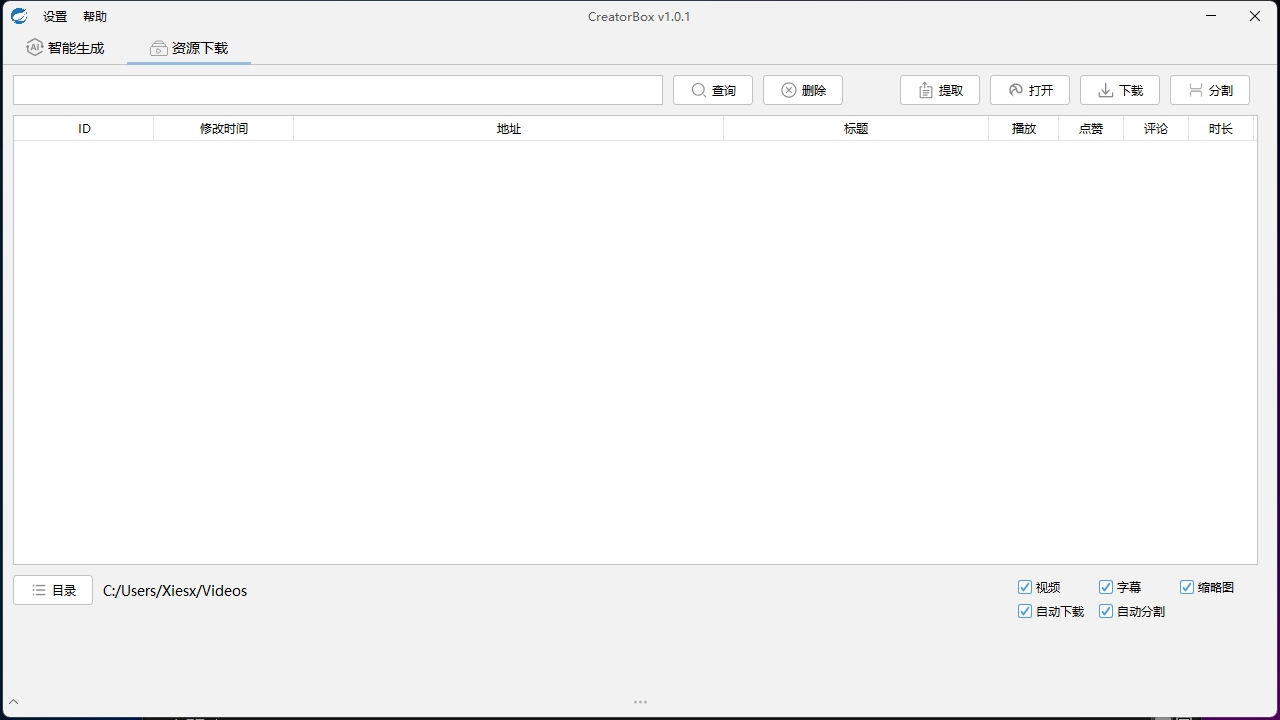 设置 帮助 CreatorBox v1.0.1
AI 智能生成 资源下载
查询 删除 提取 打开 下载 分割
ID 修改时间 地址 标题 播放 点赞 评论 时长
目录 C:/Users/Xiesx/Videos 视频 字幕 缩略图
自动下载 自动分割